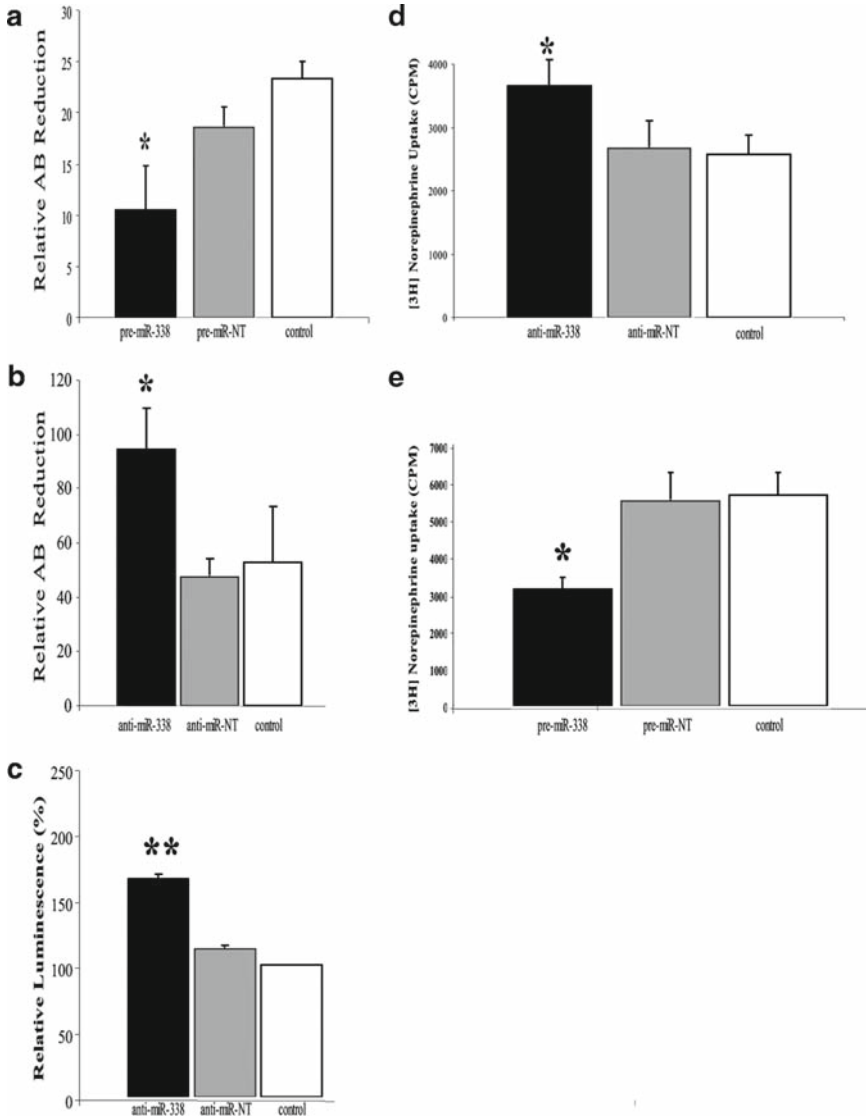 a
Relative AB Reduction
30
25
20
15
10
5
0
*
pre-miR-338 pre-miR-NT control
b
Relative AB Reduction
120
100
80
60
40
20
0
*
anti-miR-338 anti-miR-NT control
c
Relative Luminescence (%)
250
200
150
100
50
0
**
anti-miR-338 anti-miR-NT control
d
[3H] Norepinephrine Uptake (CPM)
4000
3000
2000
1000
0
*
anti-miR-338 anti-miR-NT control
e
[3H] Norepinephrine uptake (CPM)
7000
6000
5000
4000
3000
2000
1000
0
*
pre-miR-338 pre-miR-NT control